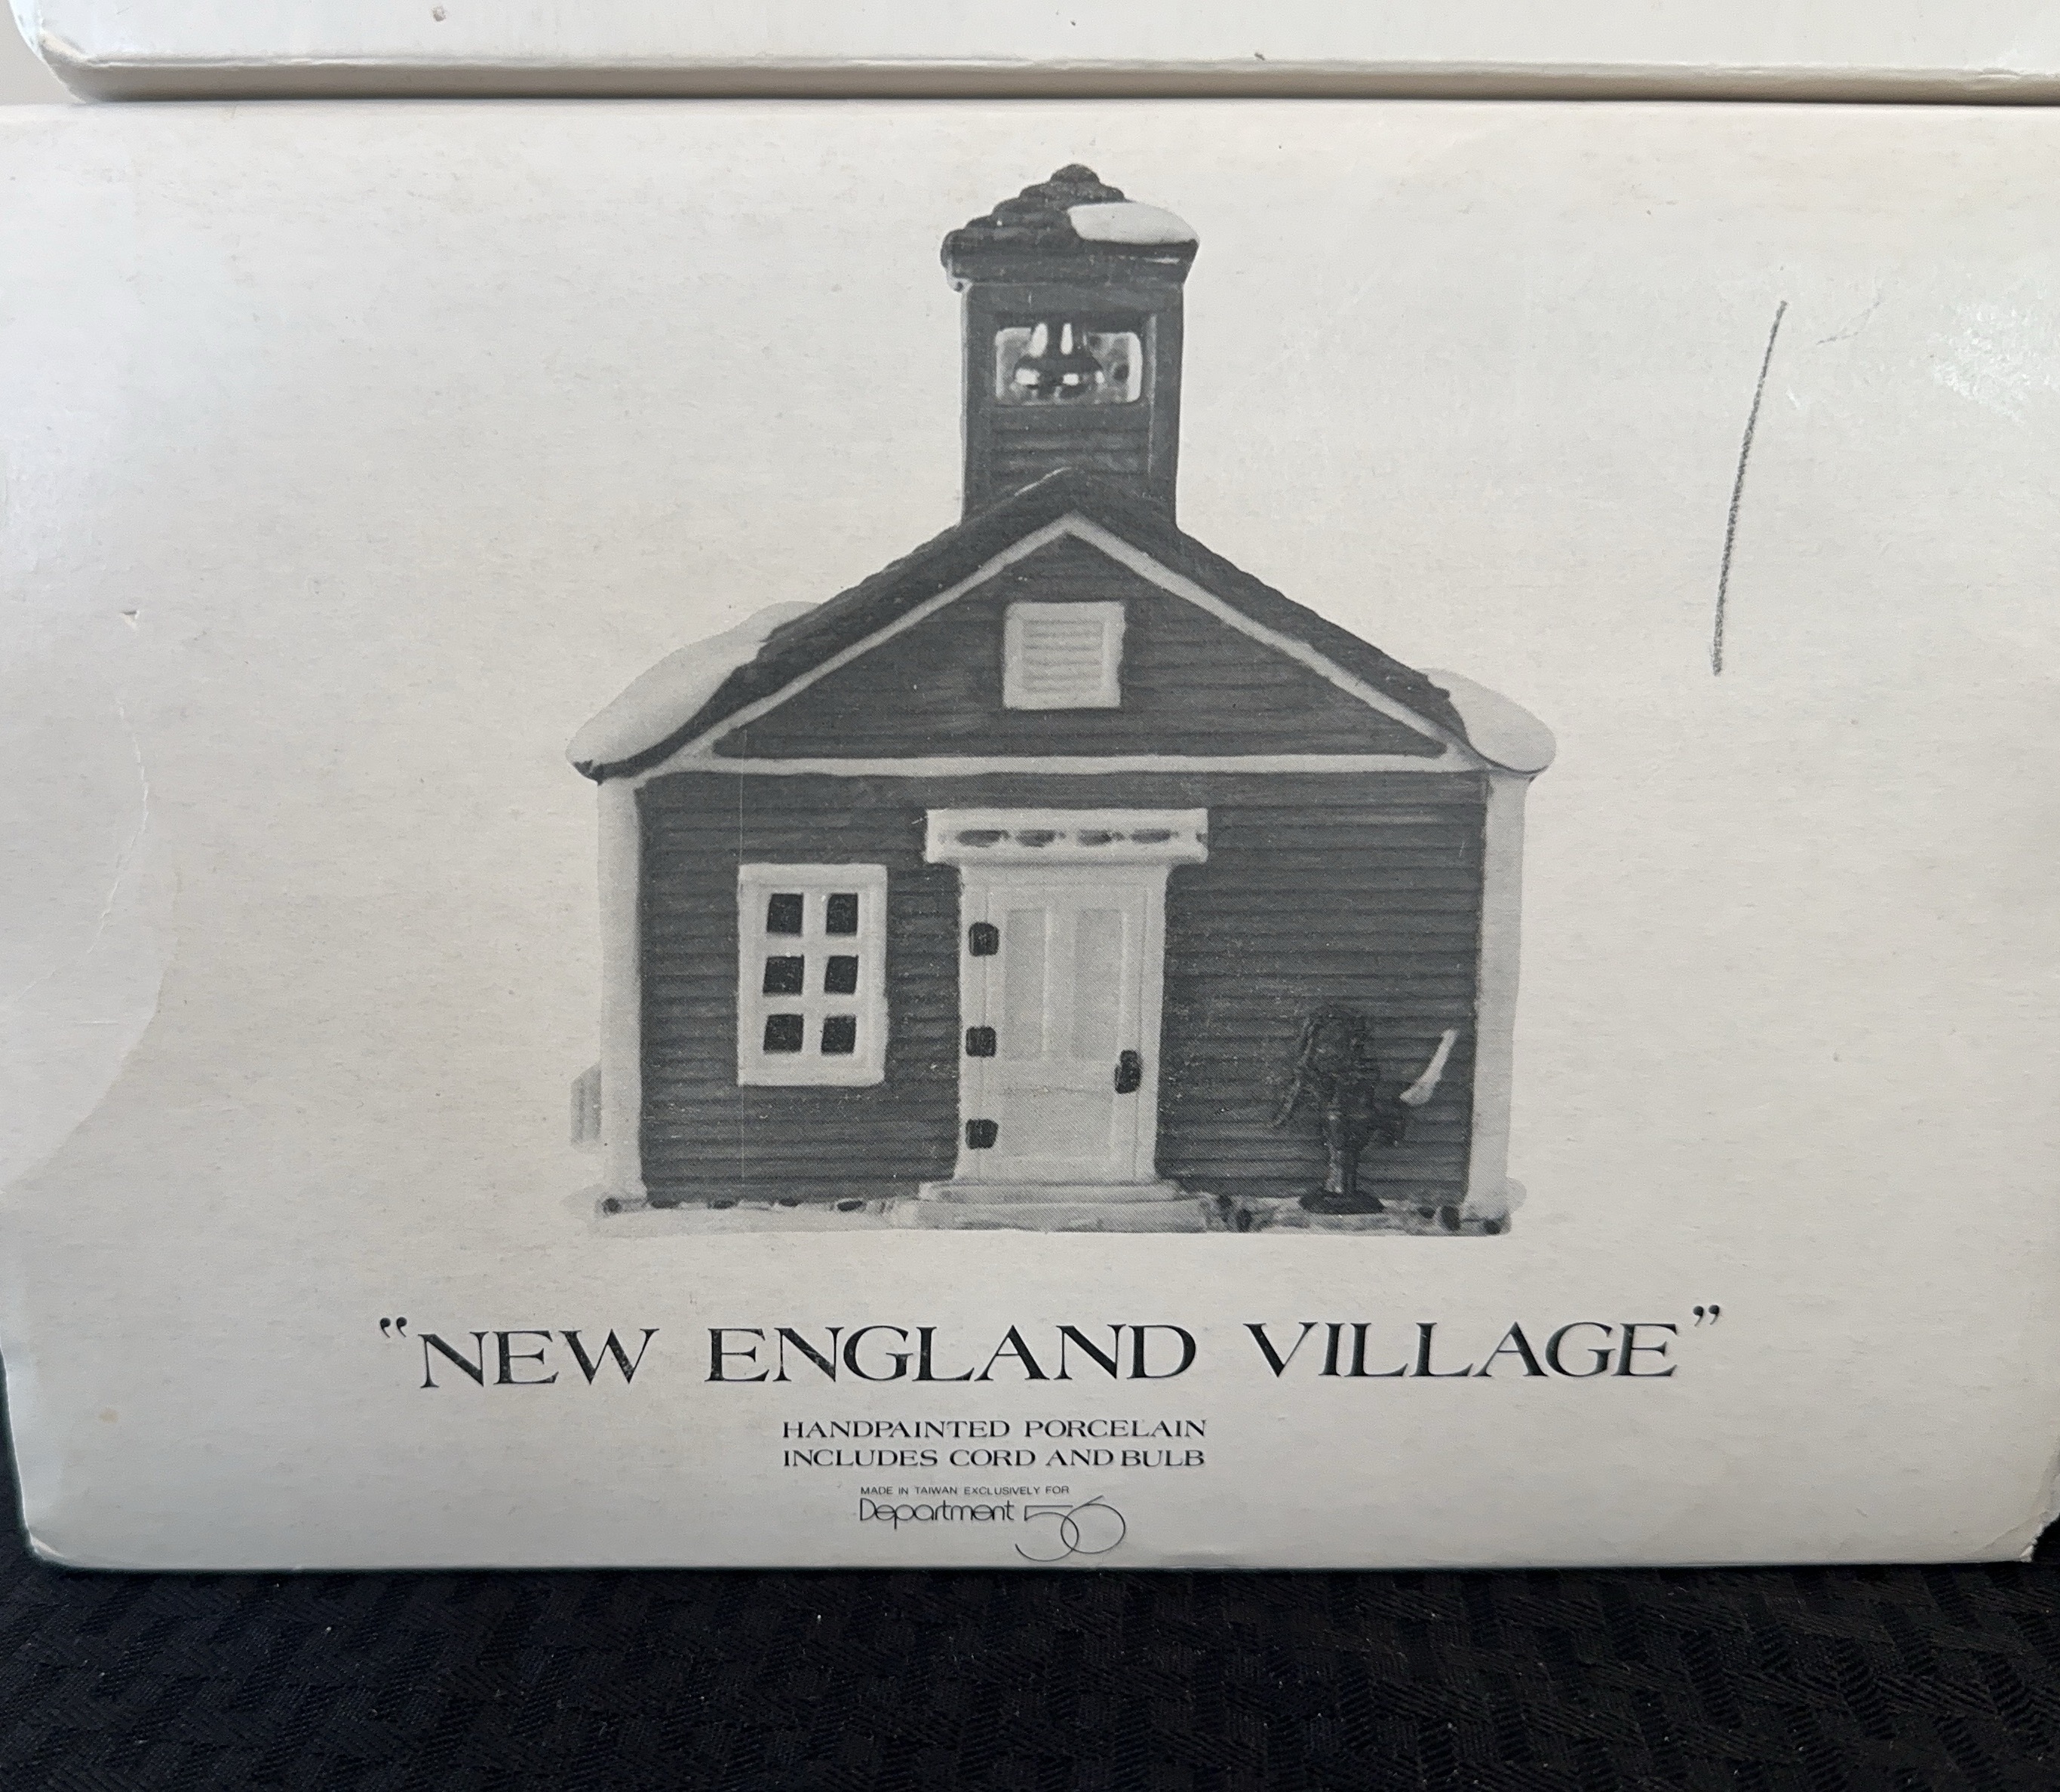 “NEW ENGLAND VILLAGE”
HANDPAINTED PORCELAIN
INCLUDES CORD AND BULB
MADE IN TAIWAN EXCLUSIVELY FOR
Department 56